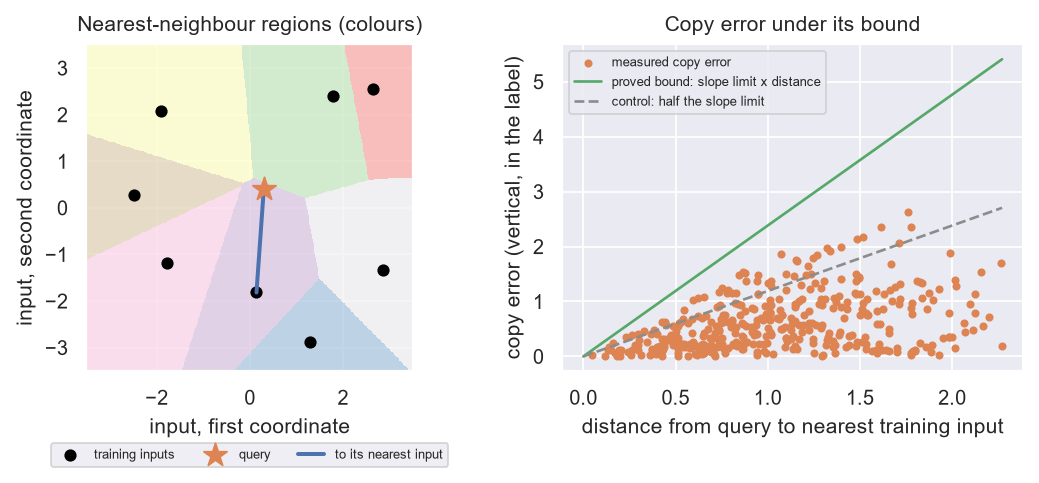 Nearest-neighbour regions (colours)
3
2
1
0
−1
−2
−3
−2
0
2
input, second coordinate
input, first coordinate
training inputs
query
to its nearest input
Copy error under its bound
measured copy error
proved bound: slope limit x distance
control: half the slope limit
5
4
3
2
1
0
0.0
0.5
1.0
1.5
2.0
copy error (vertical, in the label)
distance from query to nearest training input